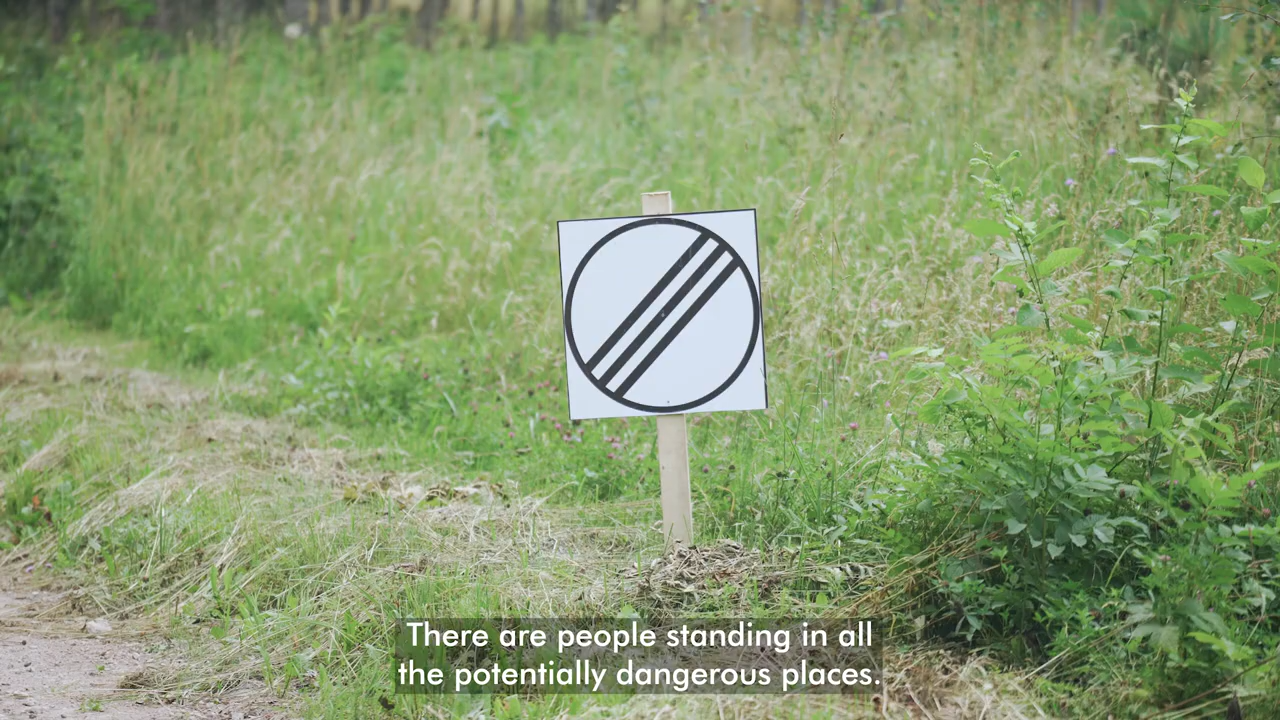 There are people standing in all
the potentially dangerous places.